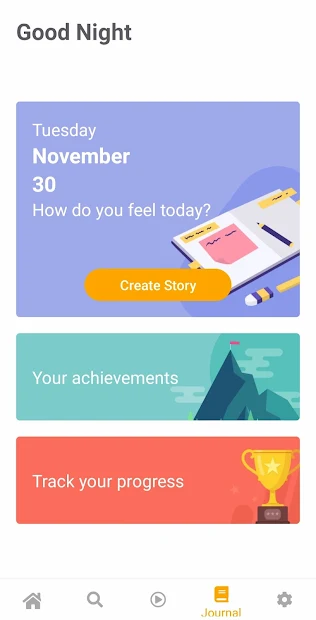 Good Night
Tuesday
November
30
How do you feel today?
Create Story
Your achievements
Track your progress
Journal